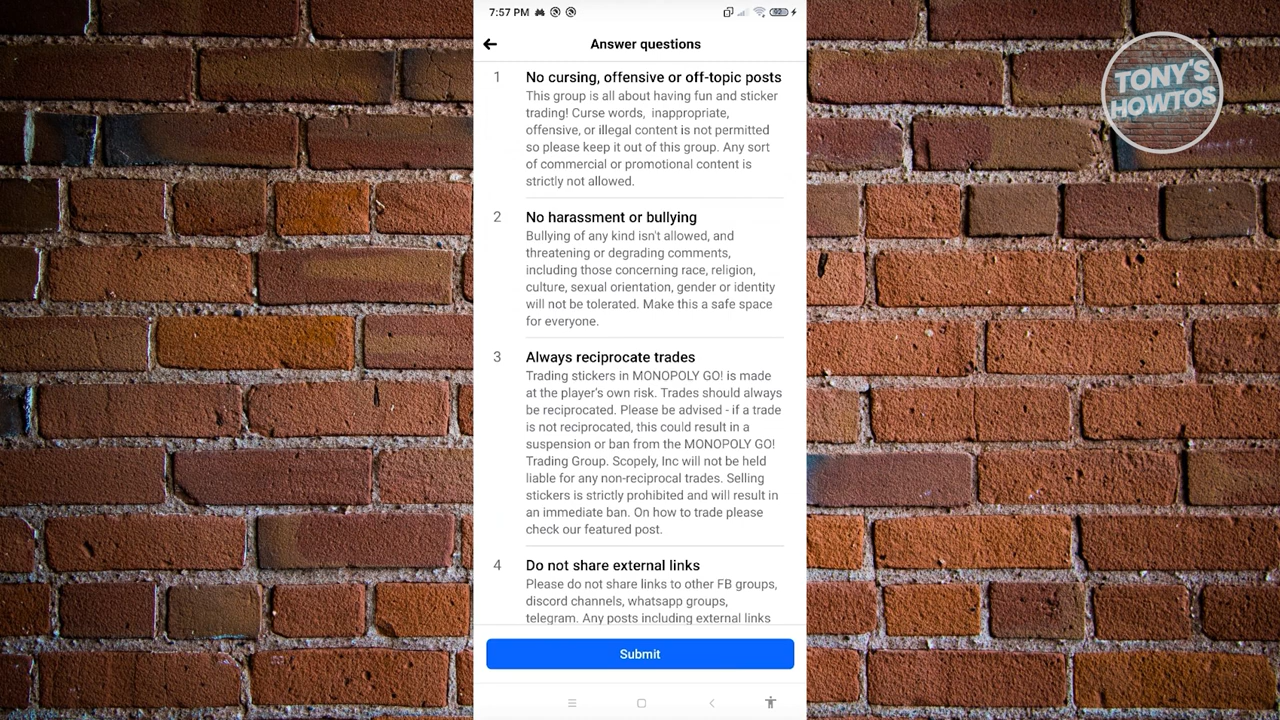 7:57 PM
92
Answer questions
TONY'S
HOWTOS
1
No cursing, offensive or off-topic posts
This group is all about having fun and sticker
trading! Curse words, inappropriate,
offensive, or illegal content is not permitted
so please keep it out of this group. Any sort
of commercial or promotional content is
strictly not allowed.
2
No harassment or bullying
Bullying of any kind isn't allowed, and
threatening or degrading comments,
including those concerning race, religion,
culture, sexual orientation, gender or identity
will not be tolerated. Make this a safe space
for everyone.
3
Always reciprocate trades
Trading stickers in MONOPOLY GO! is made
at the player's own risk. Trades should always
be reciprocated. Please be advised - if a trade
is not reciprocated, this could result in a
suspension or ban from the MONOPOLY GO!
Trading Group. Scopely, Inc will not be held
liable for any non-reciprocal trades. Selling
stickers is strictly prohibited and will result in
an immediate ban. On how to trade please
check our featured post.
4
Do not share external links
Please do not share links to other FB groups,
discord channels, whatsapp groups,
telegram. Any posts including external links
Submit